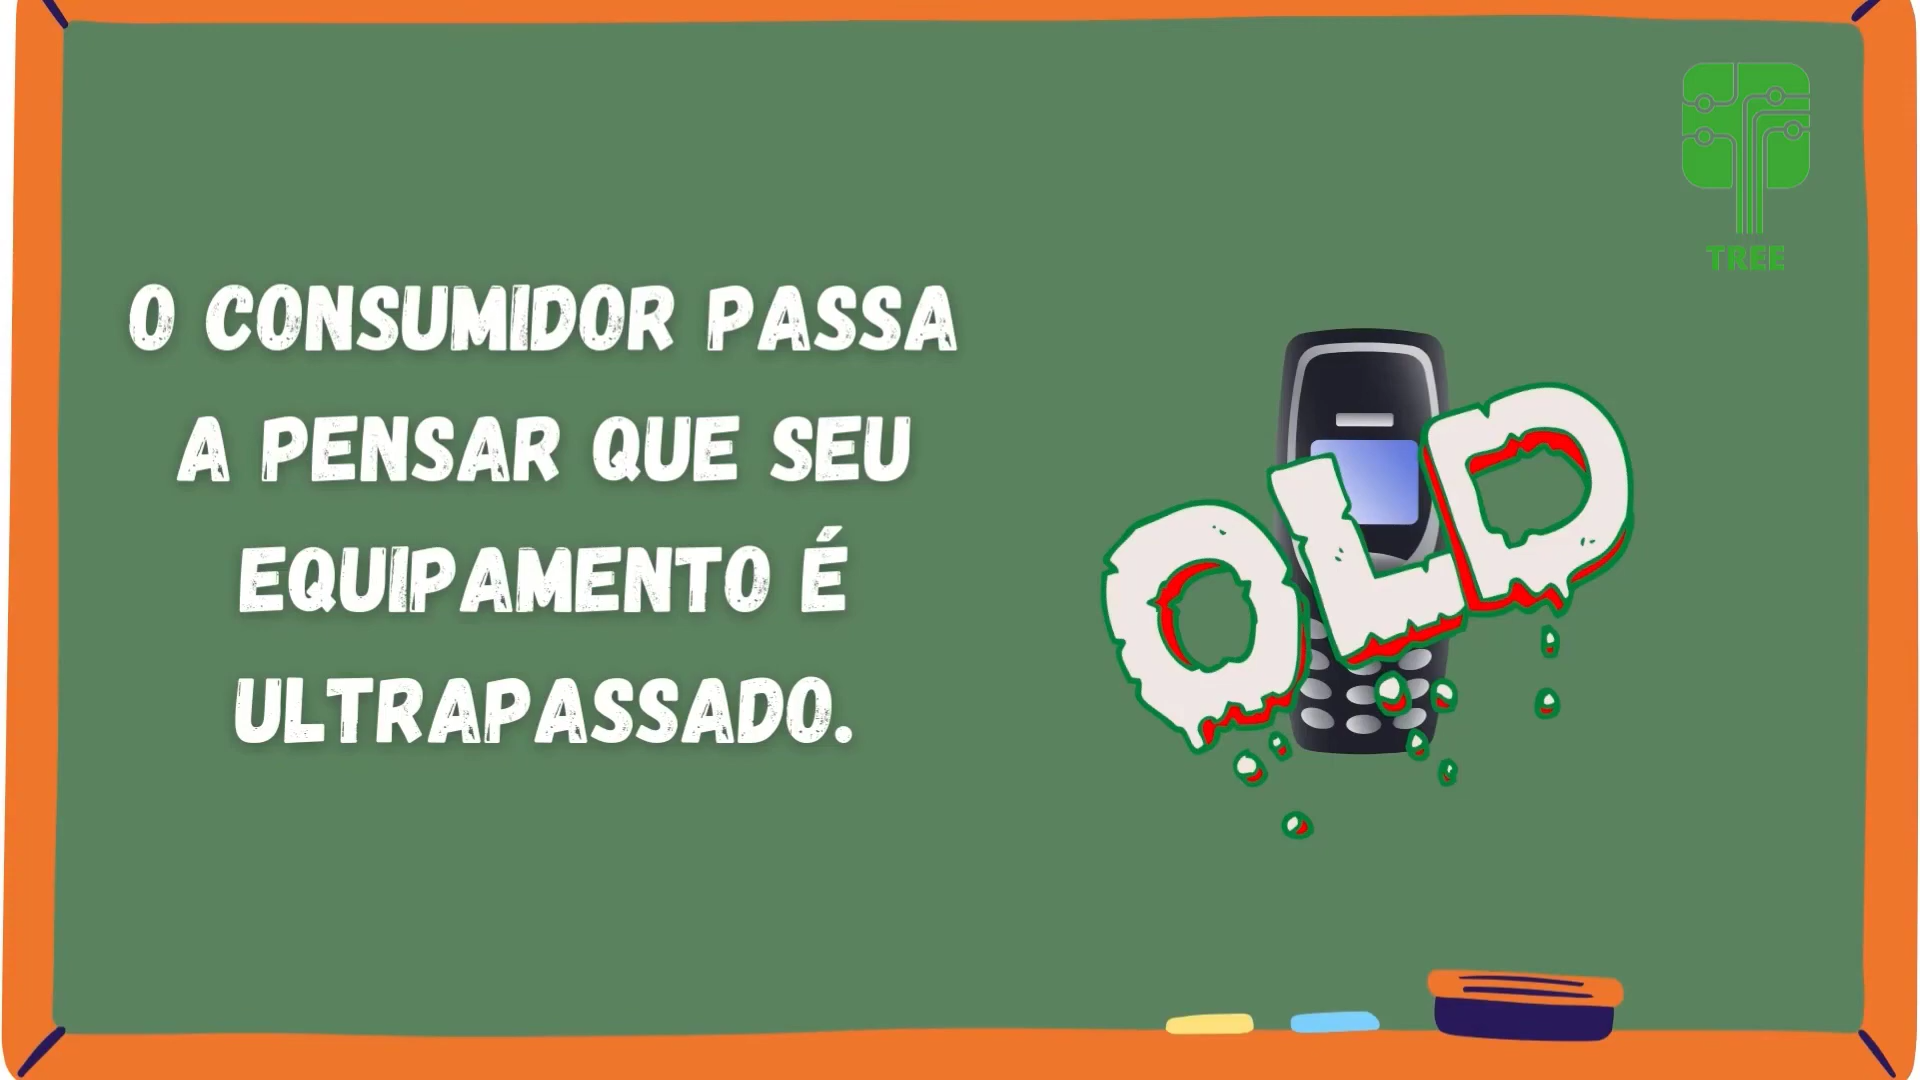 TREE
O CONSUMIDOR PASSA
A PENSAR QUE SEU
EQUIPAMENTO É
ULTRAPASSADO.
OLD